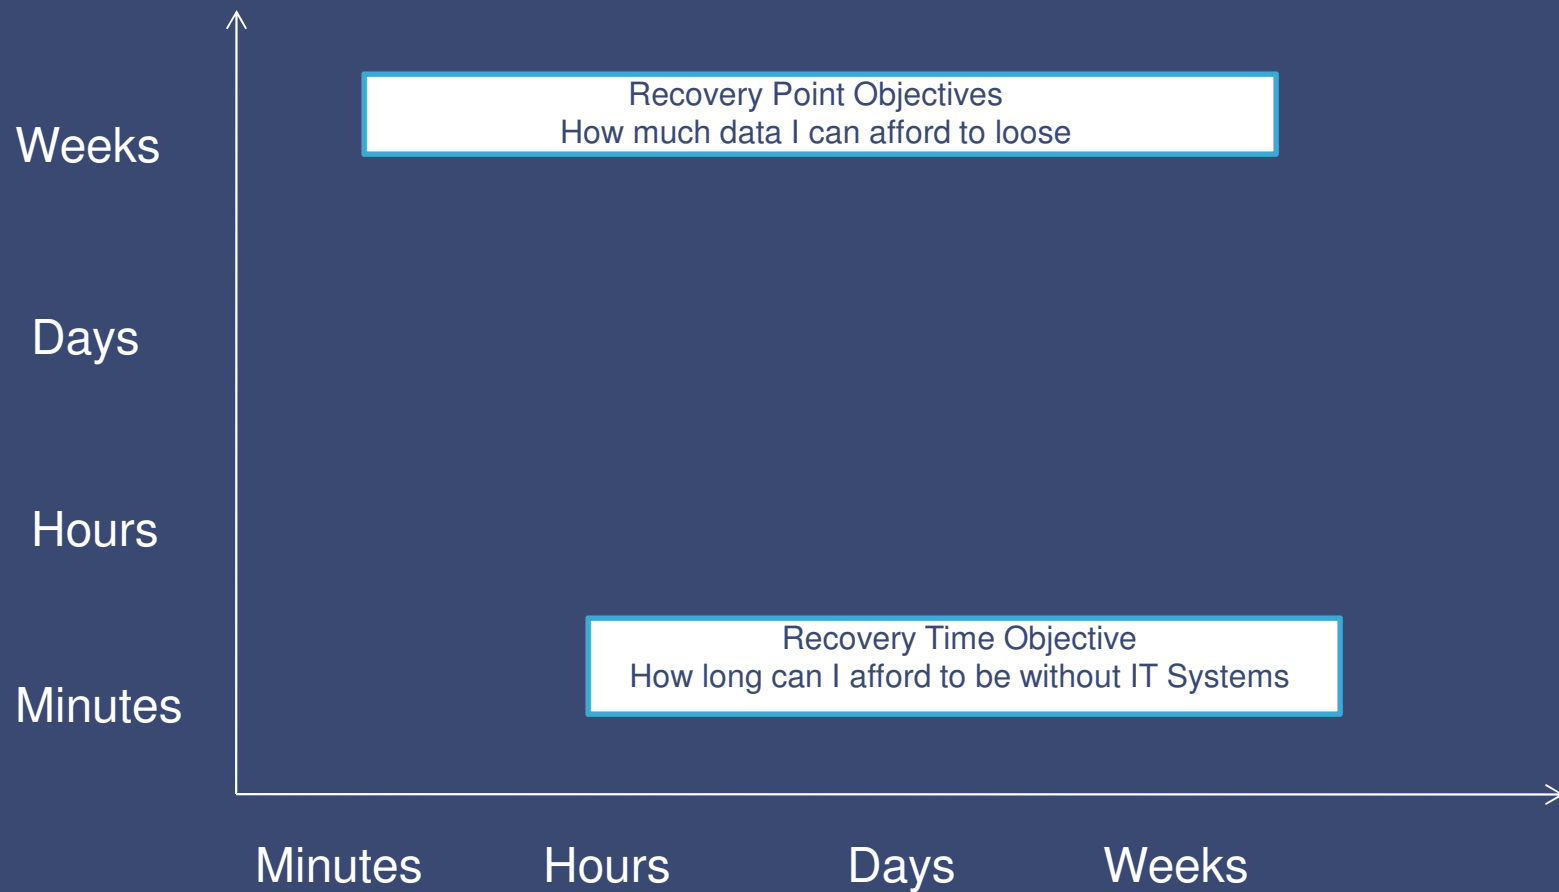 Recovery Point Objectives
How much data I can afford to loose
Weeks
Days
Hours
Recovery Time Objective
How long can I afford to be without IT Systems
Minutes
Minutes Hours Days Weeks